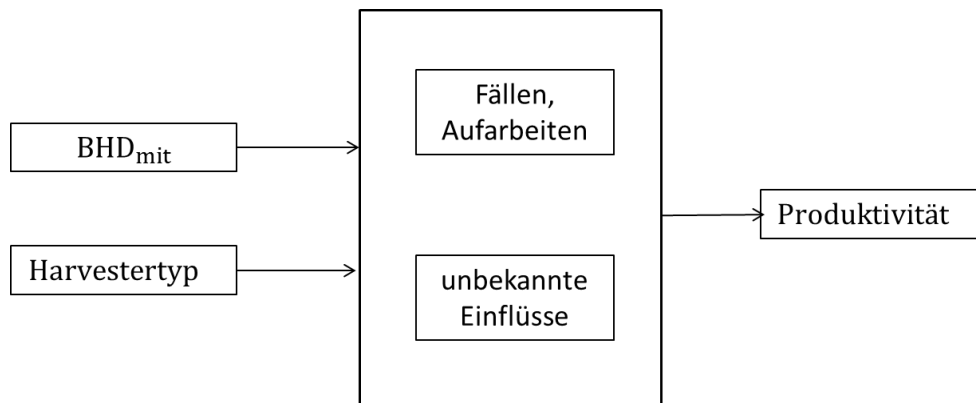 BHDmit
Harvestertyp
Fällen,
Aufarbeiten
unbekannte
Einflüsse
Produktivität